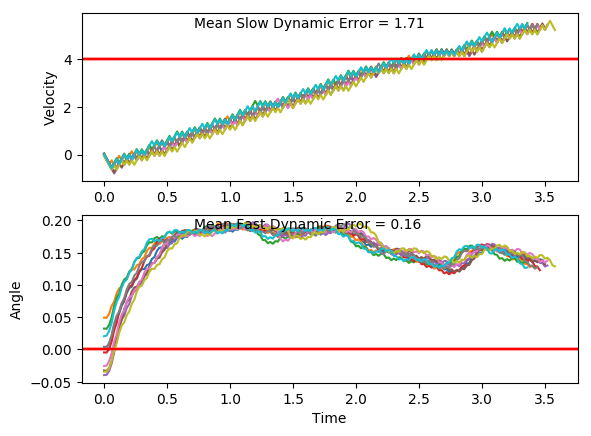 Mean Slow Dynamic Error = 1.71
Velocity
4
2
0
0.0 0.5 1.0 1.5 2.0 2.5 3.0 3.5
Mean Fast Dynamic Error = 0.16
Angle
0.20
0.15
0.10
0.05
0.00
−0.05
0.0 0.5 1.0 1.5 2.0 2.5 3.0 3.5
Time